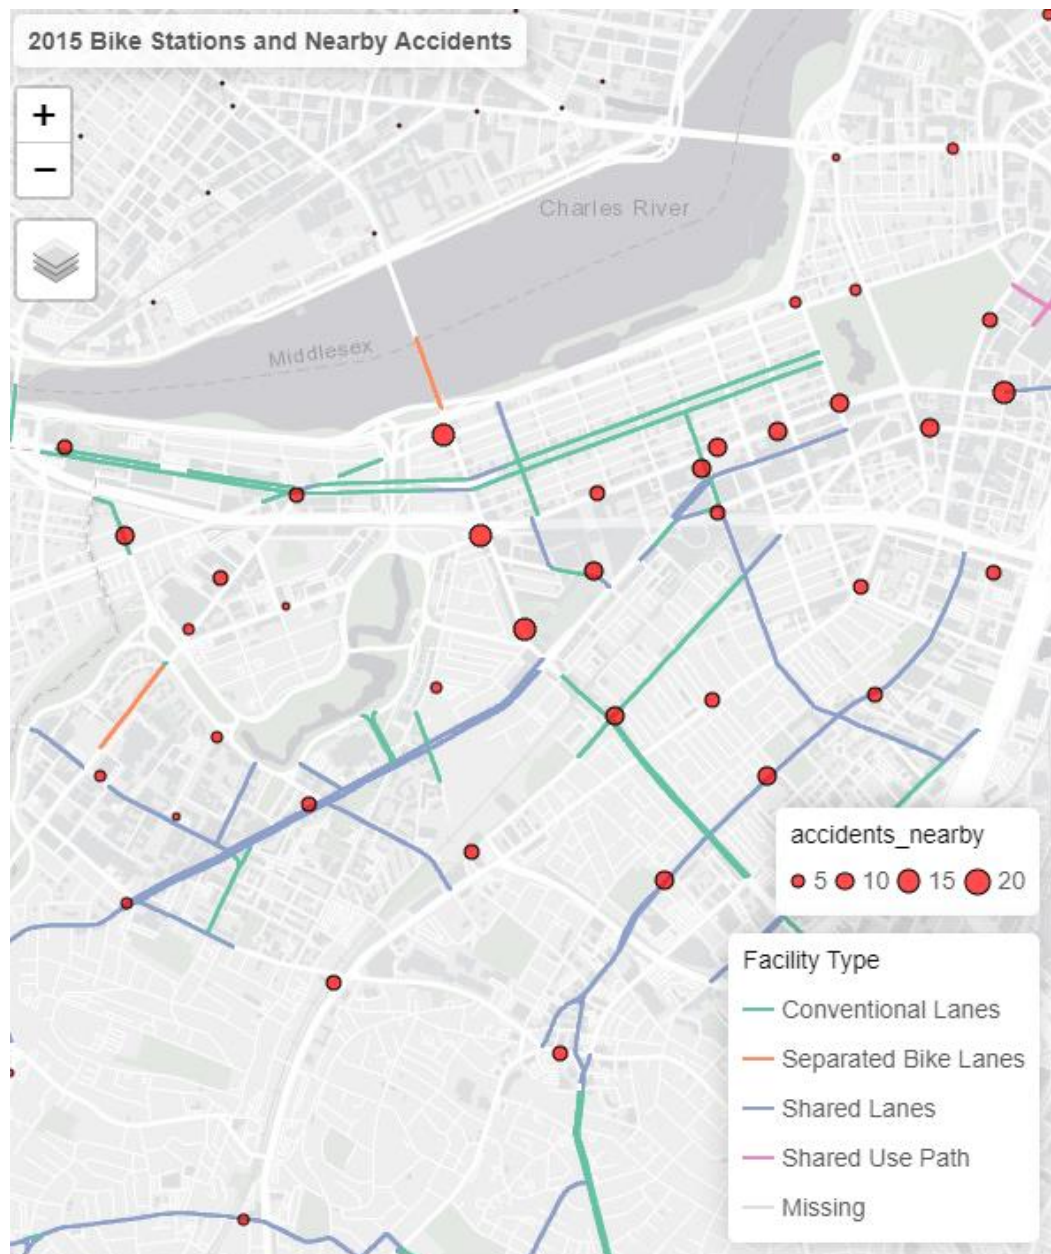 2015 Bike Stations and Nearby Accidents
+
−
Charles River
Middlesex
accidents_nearby
5 10 15 20
Facility Type
Conventional Lanes
Separated Bike Lanes
Shared Lanes
Shared Use Path
Missing